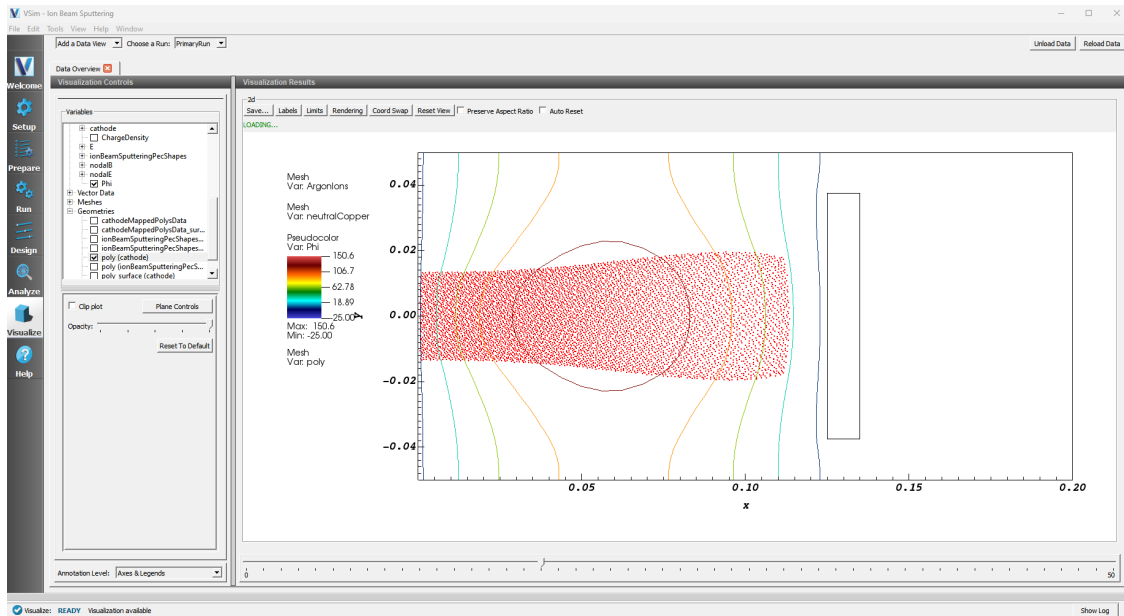 VSim - Ion Beam Sputtering
File Edit Tools View Help Window
Add a Data View Choose a Run: PrimaryRun Unload Data Reload Data
Data Overview
Visualization Controls
Visualization Results
Welcome
Setup
Prepare
Run
Design
Analyze
Visualize
Help
Variables
cathode
ChargeDensity
E
ionBeamSputteringPecShapes
nodalB
nodalE
Phi
Vector Data
Meshes
Geometries
cathodeMappedPolysData
cathodeMappedPolysData_sur...
ionBeamSputteringPecShapes...
ionBeamSputteringPecShapes...
poly (cathode)
poly (ionBeamSputteringPecS...
poly_surface (cathode)
Clip plot Plane Controls
Opacity:
Reset To Default
Annotation Level: Axes & Legends
2d
Save... Labels Limits Rendering Coord Swap Reset View Preserve Aspect Ratio Auto Reset
LOADING...
Mesh
Var: ArgonIons
Mesh
Var: neutralCopper
Pseudocolor
Var: Phi
150.6
106.7
62.78
18.89
-25.00
Max: 150.6
Min: -25.00
Mesh
Var: poly
Y
0.04
0.02
0.00
-0.02
-0.04
0.05 0.10 0.15 0.20
x
0 50
Visualize: READY Visualization available Show Log